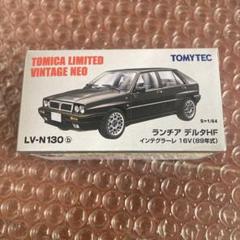 TOMICA LIMITED
VINTAGE NEO
TOMYTEC
S=1/64
LV-N130 b
ランチア デルタHF
インテグラーレ 16V(89年式)